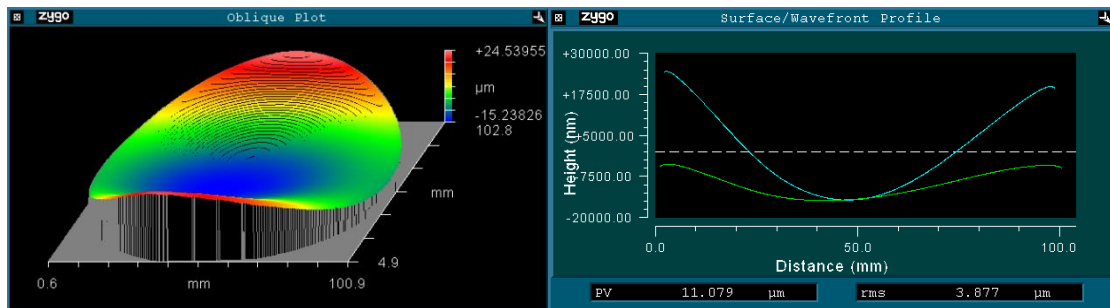 zygo Oblique Plot
+24.53955
µm
-15.23826
102.8
mm
4.9
0.6 mm 100.9
zygo Surface/Wavefront Profile
+30000.00
+17500.00
+5000.00
-7500.00
-20000.00
Height (nm)
0.0 50.0 100.0
Distance (mm)
PV 11.079 µm rms 3.877 µm